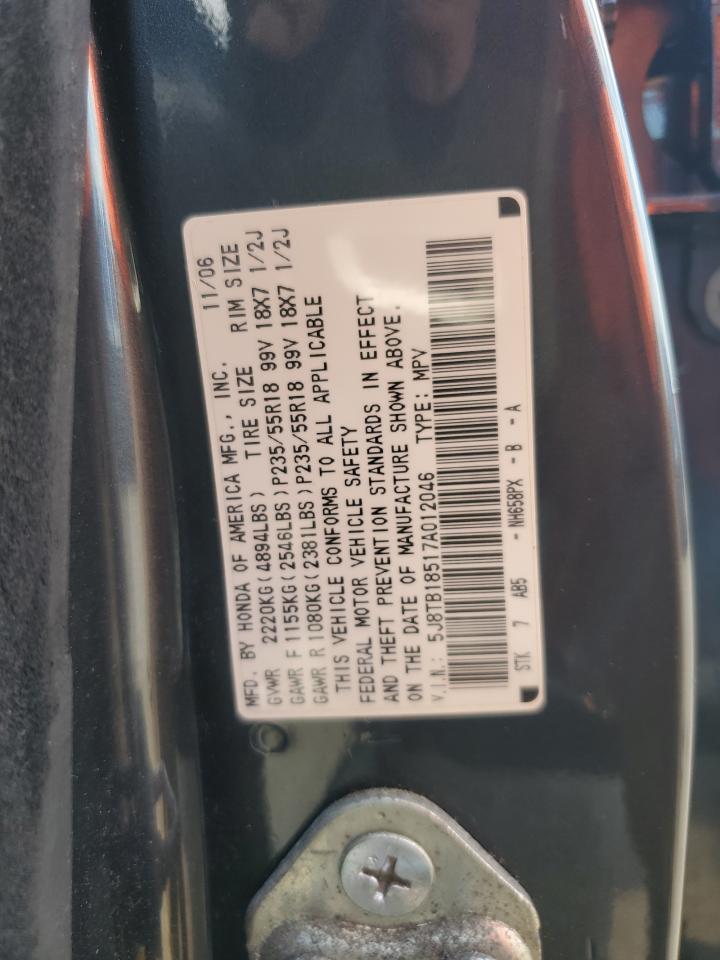 MFD. BY HONDA OF AMERICA MFG., INC. 11/06
GVWR 2220KG(4894LBS) TIRE SIZE RIM SIZE
GAWR F 1155KG(2546LBS)P235/55R18 99V 18X7 1/2J
GAWR R 1080KG(2381LBS)P235/55R18 99V 18X7 1/2J
THIS VEHICLE CONFORMS TO ALL APPLICABLE
FEDERAL MOTOR VEHICLE SAFETY
AND THEFT PREVENTION STANDARDS IN EFFECT
ON THE DATE OF MANUFACTURE SHOWN ABOVE.
V.I.N.: 5J8TB18517A012046 TYPE: MPV
STK 7 AB5 - NH658PX - B - A